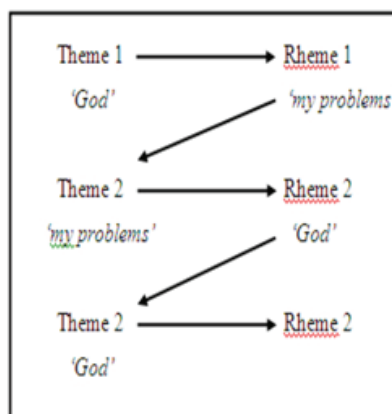 Theme 1 Rheme 1
'God' 'my problems
Theme 2 Rheme 2
'my problems' 'God'
Theme 2 Rheme 2
'God'